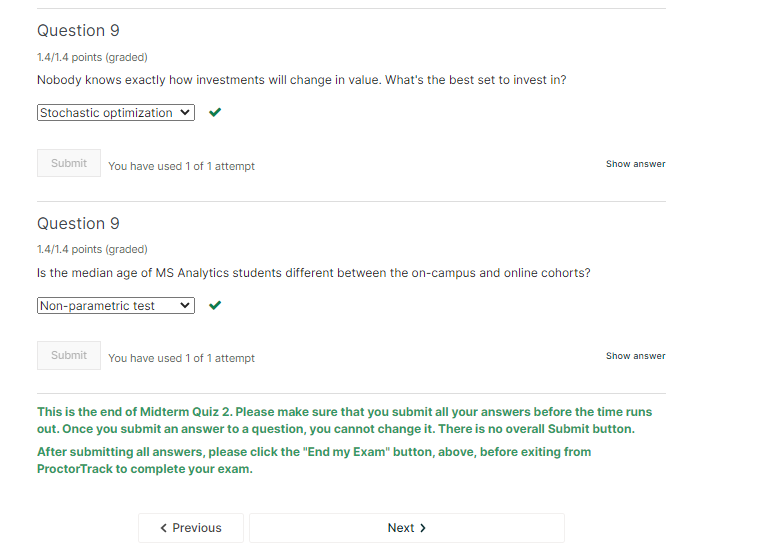 Question 9
1.4/1.4 points (graded)
Nobody knows exactly how investments will change in value. What's the best set to invest in?
Stochastic optimization
Submit
You have used 1 of 1 attempt
Show answer
Question 9
1.4/1.4 points (graded)
Is the median age of MS Analytics students different between the on-campus and online cohorts?
Non-parametric test
Submit
You have used 1 of 1 attempt
Show answer
This is the end of Midterm Quiz 2. Please make sure that you submit all your answers before the time runs
out. Once you submit an answer to a question, you cannot change it. There is no overall Submit button.
After submitting all answers, please click the "End my Exam" button, above, before exiting from
ProctorTrack to complete your exam.
Previous
Next